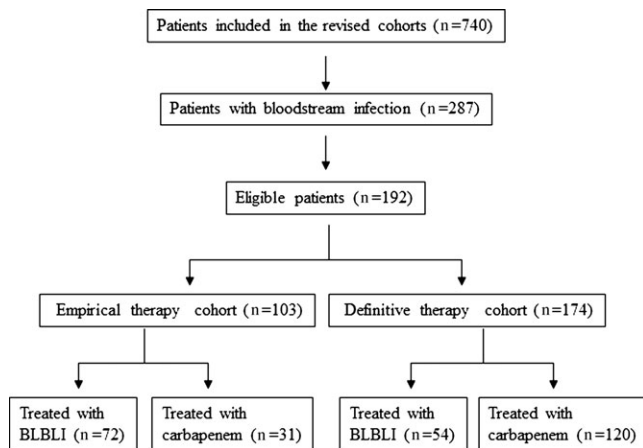 Patients included in the revised cohorts (n=740)
Patients with bloodstream infection (n=287)
Eligible patients (n=192)
Empirical therapy cohort (n=103)
Definitive therapy cohort (n=174)
Treated with
BLBLI (n=72)
Treated with
carbapenem (n=31)
Treated with
BLBLI (n=54)
Treated with
carbapenem (n=120)